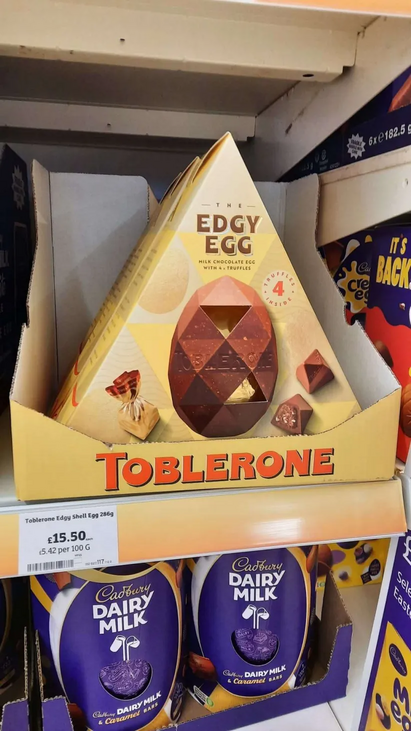 6x e 182.5g
THE
EDGY
EGG
MILK CHOCOLATE EGG
WITH 4 TRUFFLES
4
TRUFFLES
INSIDE
TOBLERONE
TOBLERONE
IT'S
BACK
Toblerone Edgy Shell Egg 286g
£15.50
£5.42 per 100 G
Cadbury
DAIRY
MILK
Cadbury DAIRY MILK
& Caramel BARS
Cadbury
DAIRY
MILK
Cadbury DAIRY MILK
& Caramel BARS